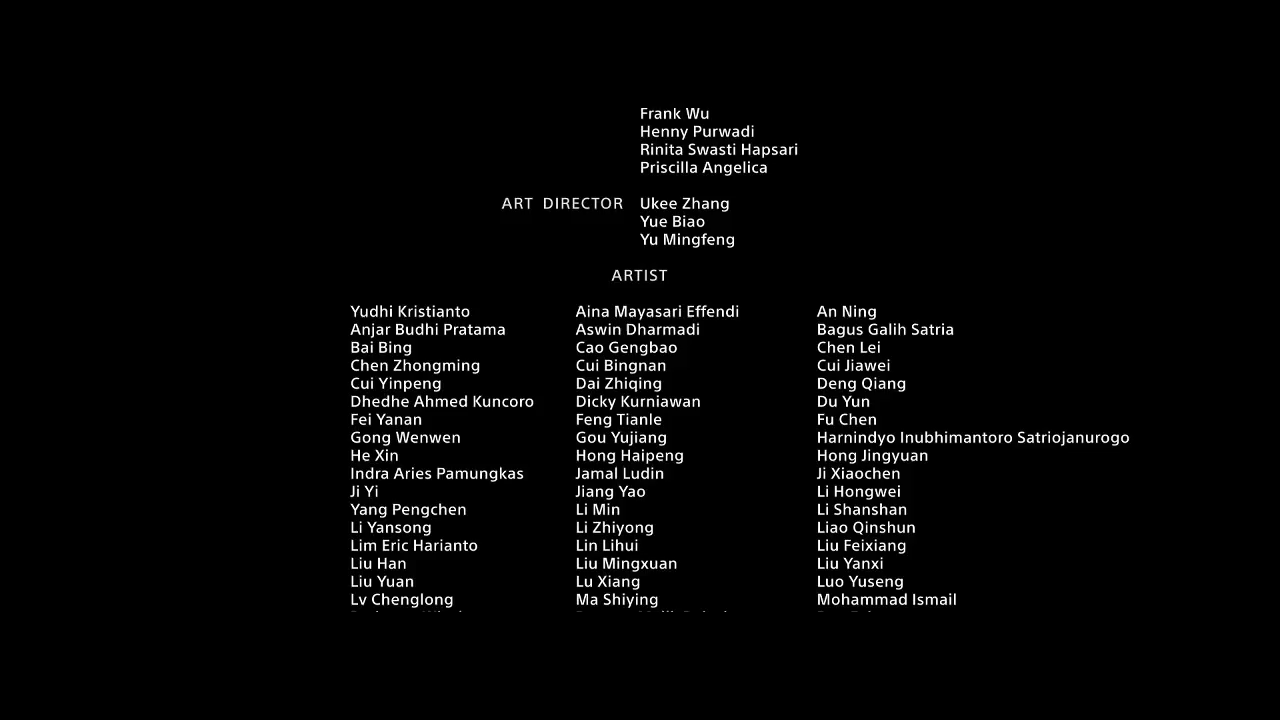 Frank Wu
Henny Purwadi
Rinita Swasti Hapsari
Priscilla Angelica
ART DIRECTOR Ukee Zhang
Yue Biao
Yu Mingfeng
ARTIST
Yudhi Kristianto Aina Mayasari Effendi An Ning
Anjar Budhi Pratama Aswin Dharmadi Bagus Galih Satria
Bai Bing Cao Gengbao Chen Lei
Chen Zhongming Cui Bingnan Cui Jiawei
Cui Yinpeng Dai Zhiqing Deng Qiang
Dhedhe Ahmed Kuncoro Dicky Kurniawan Du Yun
Fei Yanan Feng Tianle Fu Chen
Gong Wenwen Gou Yujiang Harnindyo Inubhimantoro Satriojanurogo
He Xin Hong Haipeng Hong Jingyuan
Indra Aries Pamungkas Jamal Ludin Ji Xiaochen
Ji Yi Jiang Yao Li Hongwei
Yang Pengchen Li Min Li Shanshan
Li Yansong Li Zhiyong Liao Qinshun
Lim Eric Harianto Lin Lihui Liu Feixiang
Liu Han Liu Mingxuan Liu Yanxi
Liu Yuan Lu Xiang Luo Yuseng
Lv Chenglong Ma Shiying Mohammad Ismail